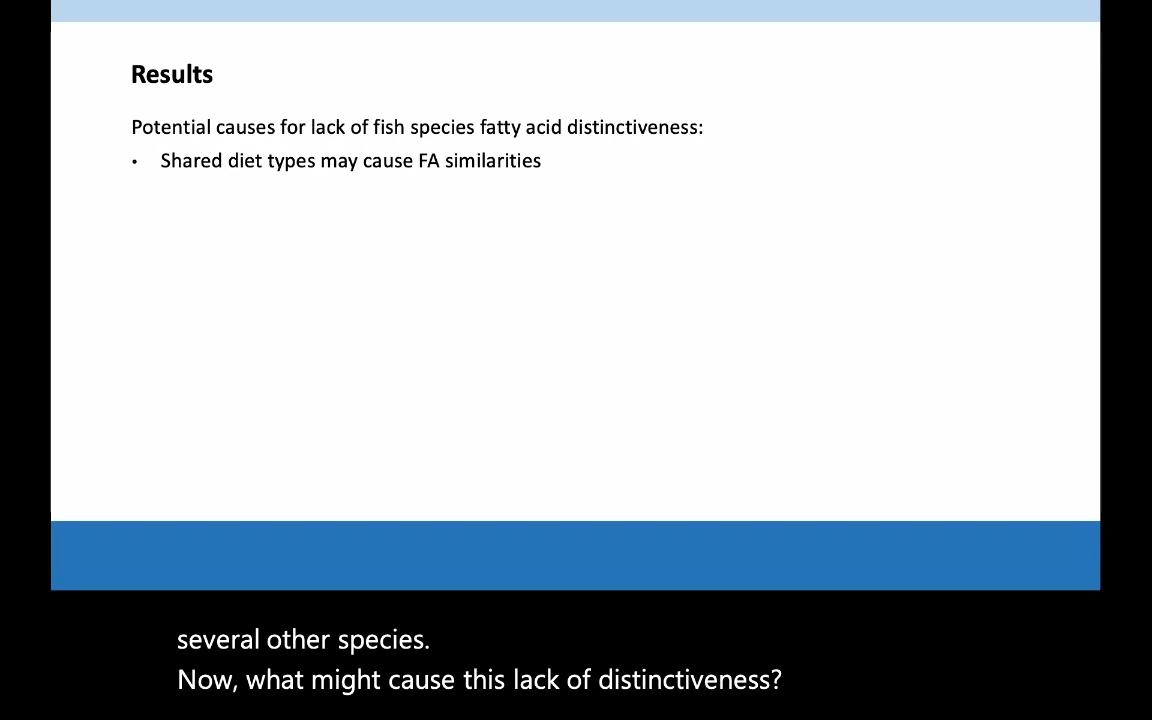 Results
Potential causes for lack of fish species fatty acid distinctiveness:
• Shared diet types may cause FA similarities
several other species.
Now, what might cause this lack of distinctiveness?